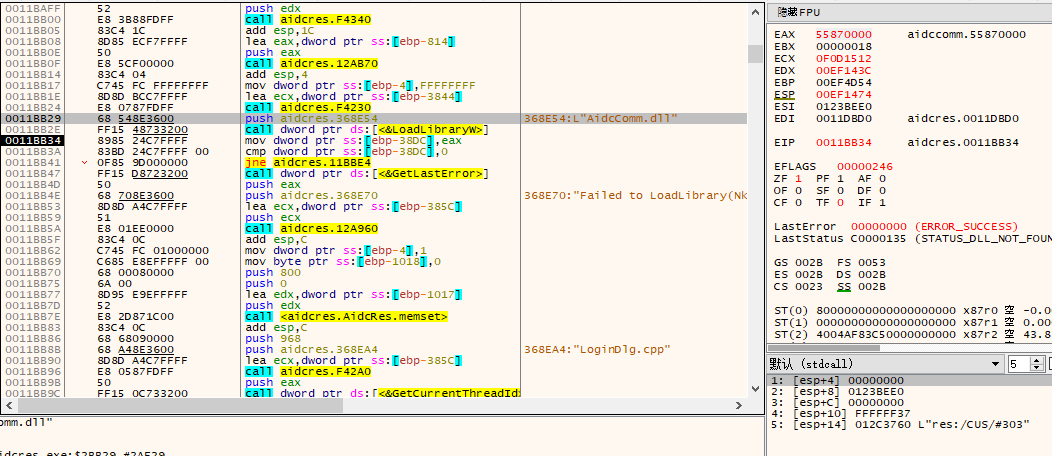 0011BAFF 52 push edx
0011BB00 E8 3B88FDFF call aidcres.F4340
0011BB05 83C4 1C add esp,1C
0011BB08 8D85 ECF7FFFF lea eax,dword ptr ss:[ebp-814]
0011BB0E 50 push eax
0011BB0F E8 5CF00000 call aidcres.12AB70
0011BB14 83C4 04 add esp,4
0011BB17 C745 FC FFFFFFFF mov dword ptr ss:[ebp-4],FFFFFFFF
0011BB1E 8D8D BCC7FFFF lea ecx,dword ptr ss:[ebp-3844]
0011BB24 E8 0787FDFF call aidcres.F4230
0011BB29 68 548E3600 push aidcres.368E54 368E54:L"AidcComm.dll"
0011BB2E FF15 48733200 call dword ptr ds:[<&LoadLibraryW>]
0011BB34 8985 24C7FFFF mov dword ptr ss:[ebp-38DC],eax
0011BB3A 83BD 24C7FFFF 00 cmp dword ptr ss:[ebp-38DC],0
0011BB41 0F85 9D000000 jne aidcres.11BBE4
0011BB47 FF15 D8723200 call dword ptr ds:[<&GetLastError>]
0011BB4D 50 push eax
0011BB4E 68 708E3600 push aidcres.368E70 368E70:"Failed to LoadLibrary(Nk
0011BB53 8D8D A4C7FFFF lea ecx,dword ptr ss:[ebp-385C]
0011BB59 51 push ecx
0011BB5A E8 01EE0000 call aidcres.12A960
0011BB5F 83C4 0C add esp,C
0011BB62 C745 FC 01000000 mov dword ptr ss:[ebp-4],1
0011BB69 C685 E8EFFFFF 00 mov byte ptr ss:[ebp-1018],0
0011BB70 68 00080000 push 800
0011BB75 6A 00 push 0
0011BB77 8D95 E9EFFFFF lea edx,dword ptr ss:[ebp-1017]
0011BB7D 52 push edx
0011BB7E E8 2D871C00 call <aidcres.AidcRes.memset>
0011BB83 83C4 0C add esp,C
0011BB86 68 68090000 push 968
0011BB8B 68 A48E3600 push aidcres.368EA4 368EA4:"LoginDlg.cpp"
0011BB90 8D8D A4C7FFFF lea ecx,dword ptr ss:[ebp-385C]
0011BB96 E8 0587FDFF call aidcres.F42A0
0011BB9B 50 push eax
0011BB9C FF15 0C733200 call dword ptr ds:[<&GetCurrentThreadId
omm.dll"
idcres.exe:$2BB29 #2AF29
隐藏FPU
EAX 55870000 aidccomm.55870000
EBX 00000018
ECX 0F0D1512
EDX 00EF143C
EBP 00EF4D54
ESP 00EF1474
ESI 0123BEE0
EDI 0011DBD0 aidcres.0011DBD0
EIP 0011BB34 aidcres.0011BB34
EFLAGS 00000246
ZF 1 PF 1 AF 0
OF 0 SF 0 DF 0
CF 0 TF 0 IF 1
LastError 00000000 (ERROR_SUCCESS)
LastStatus C0000135 (STATUS_DLL_NOT_FOUN
GS 002B FS 0053
ES 002B DS 002B
CS 0023 SS 002B
ST(0) 80000000000000000000 x87r0 空 -0.0
ST(1) 00000000000000000000 x87r1 空 0.00
ST(2) 4004AF83C50000000000 x87r2 空 43.8
默认 (stdcall) 5
1: [esp+4] 00000000
2: [esp+8] 0123BEE0
3: [esp+C] 00000000
4: [esp+10] FFFFFF37
5: [esp+14] 012C3760 L"res:/CUS/#303"